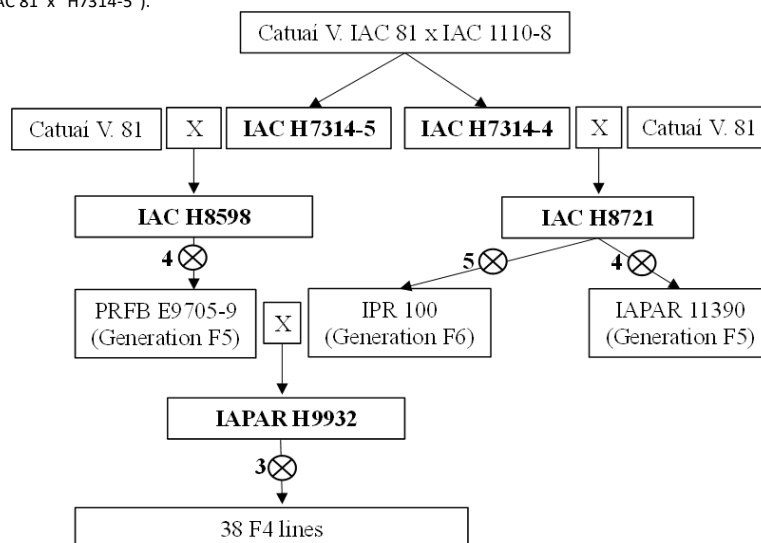 AC 81 x H7314-5 ).
Catuaí V. IAC 81 x IAC 1110-8
Catuaí V. 81
X
IAC H7314-5
IAC H7314-4
X
Catuaí V. 81
IAC H8598
IAC H8721
4
5
4
PRFB E9705-9
(Generation F5)
X
IPR 100
(Generation F6)
IAPAR 11390
(Generation F5)
IAPAR H9932
3
38 F4 lines